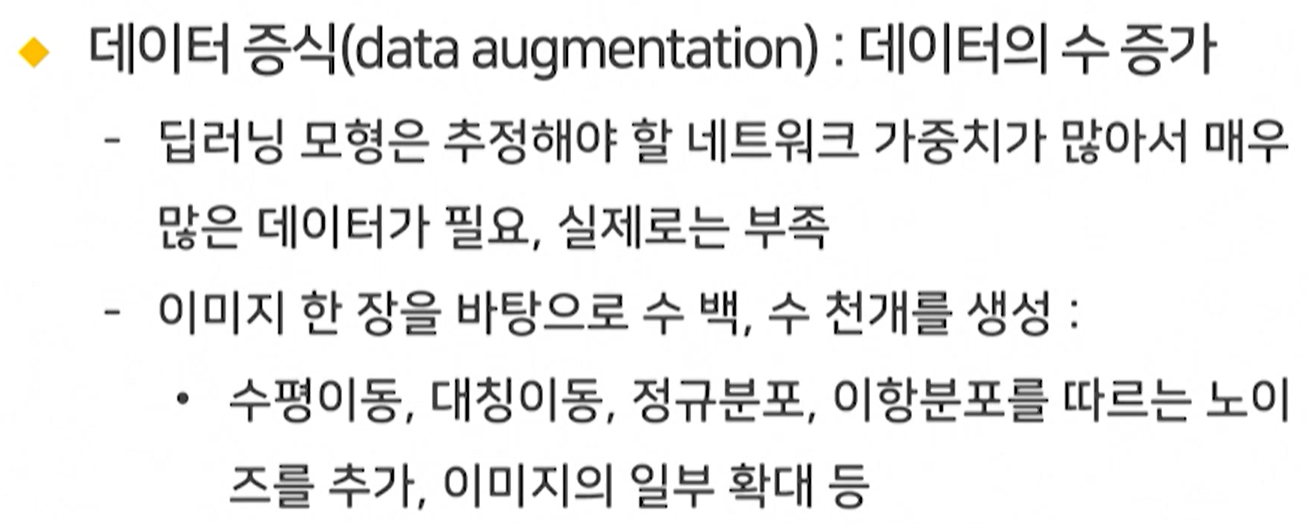 ◆ 데이터 증식(data augmentation) : 데이터의 수 증가
- 딥러닝 모형은 추정해야 할 네트워크 가중치가 많아서 매우
많은 데이터가 필요, 실제로는 부족
- 이미지 한 장을 바탕으로 수 백, 수 천개를 생성 :
• 수평이동, 대칭이동, 정규분포, 이항분포를 따르는 노이
즈를 추가, 이미지의 일부 확대 등